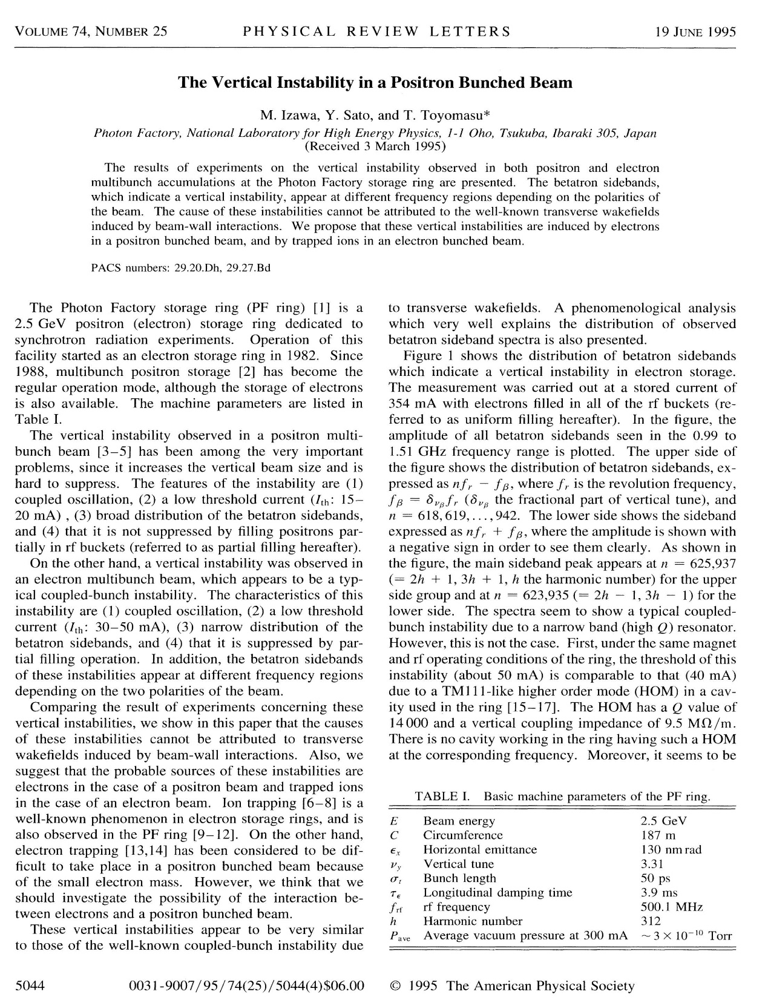 VOLUME 74, NUMBER 25 PHYSICAL REVIEW LETTERS 19 JUNE 1995
The Vertical Instability in a Positron Bunched Beam
M. Izawa, Y. Sato, and T. Toyomasu*
Photon Factory, National Laboratory for High Energy Physics, 1-1 Oho, Tsukuba, Ibaraki 305, Japan
(Received 3 March 1995)
The results of experiments on the vertical instability observed in both positron and electron
multibunch accumulations at the Photon Factory storage ring are presented. The betatron sidebands,
which indicate a vertical instability, appear at different frequency regions depending on the polarities of
the beam. The cause of these instabilities cannot be attributed to the well-known transverse wakefields
induced by beam-wall interactions. We propose that these vertical instabilities are induced by electrons
in a positron bunched beam, and by trapped ions in an electron bunched beam.
PACS numbers: 29.20.Dh, 29.27.Bd
The Photon Factory storage ring (PF ring) [1] is a
2.5 GeV positron (electron) storage ring dedicated to
synchrotron radiation experiments. Operation of this
facility started as an electron storage ring in 1982. Since
1988, multibunch positron storage [2] has become the
regular operation mode, although the storage of electrons
is also available. The machine parameters are listed in
Table I.
The vertical instability observed in a positron multi-
bunch beam [3–5] has been among the very important
problems, since it increases the vertical beam size and is
hard to suppress. The features of the instability are (1)
coupled oscillation, (2) a low threshold current (I_th: 15–
20 mA) , (3) broad distribution of the betatron sidebands,
and (4) that it is not suppressed by filling positrons par-
tially in rf buckets (referred to as partial filling hereafter).
On the other hand, a vertical instability was observed in
an electron multibunch beam, which appears to be a typ-
ical coupled-bunch instability. The characteristics of this
instability are (1) coupled oscillation, (2) a low threshold
current (I_th: 30–50 mA), (3) narrow distribution of the
betatron sidebands, and (4) that it is suppressed by par-
tial filling operation. In addition, the betatron sidebands
of these instabilities appear at different frequency regions
depending on the two polarities of the beam.
Comparing the result of experiments concerning these
vertical instabilities, we show in this paper that the causes
of these instabilities cannot be attributed to transverse
wakefields induced by beam-wall interactions. Also, we
suggest that the probable sources of these instabilities are
electrons in the case of a positron beam and trapped ions
in the case of an electron beam. Ion trapping [6–8] is a
well-known phenomenon in electron storage rings, and is
also observed in the PF ring [9–12]. On the other hand,
electron trapping [13,14] has been considered to be dif-
ficult to take place in a positron bunched beam because
of the small electron mass. However, we think that we
should investigate the possibility of the interaction be-
tween electrons and a positron bunched beam.
These vertical instabilities appear to be very similar
to those of the well-known coupled-bunch instability due
to transverse wakefields. A phenomenological analysis
which very well explains the distribution of observed
betatron sideband spectra is also presented.
Figure 1 shows the distribution of betatron sidebands
which indicate a vertical instability in electron storage.
The measurement was carried out at a stored current of
354 mA with electrons filled in all of the rf buckets (re-
ferred to as uniform filling hereafter). In the figure, the
amplitude of all betatron sidebands seen in the 0.99 to
1.51 GHz frequency range is plotted. The upper side of
the figure shows the distribution of betatron sidebands, ex-
pressed as nf_r − f_β, where f_r is the revolution frequency,
f_β = δ_νβ f_r (δ_νβ the fractional part of vertical tune), and
n = 618, 619, . . . , 942. The lower side shows the sideband
expressed as nf_r + f_β, where the amplitude is shown with
a negative sign in order to see them clearly. As shown in
the figure, the main sideband peak appears at n = 625,937
(= 2h + 1, 3h + 1, h the harmonic number) for the upper
side group and at n = 623,935 (= 2h − 1, 3h − 1) for the
lower side. The spectra seem to show a typical coupled-
bunch instability due to a narrow band (high Q) resonator.
However, this is not the case. First, under the same magnet
and rf operating conditions of the ring, the threshold of this
instability (about 50 mA) is comparable to that (40 mA)
due to a TM111-like higher order mode (HOM) in a cav-
ity used in the ring [15–17]. The HOM has a Q value of
14 000 and a vertical coupling impedance of 9.5 MΩ/m.
There is no cavity working in the ring having such a HOM
at the corresponding frequency. Moreover, it seems to be
TABLE I. Basic machine parameters of the PF ring.
E Beam energy 2.5 GeV
C Circumference 187 m
ε_x Horizontal emittance 130 nm rad
ν_y Vertical tune 3.31
σ_t Bunch length 50 ps
τ_ε Longitudinal damping time 3.9 ms
f_rf rf frequency 500.1 MHz
h Harmonic number 312
P_ave Average vacuum pressure at 300 mA ~3 × 10⁻¹⁰ Torr
5044 0031-9007/95/74(25)/5044(4)$06.00 © 1995 The American Physical Society